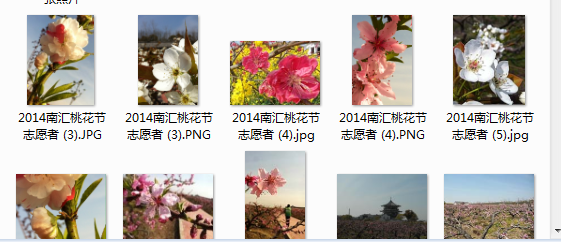 张照片
2014南汇桃花节
志愿者 (3).JPG
2014南汇桃花节
志愿者 (3).PNG
2014南汇桃花节
志愿者 (4).jpg
2014南汇桃花节
志愿者 (4).PNG
2014南汇桃花节
志愿者 (5).jpg